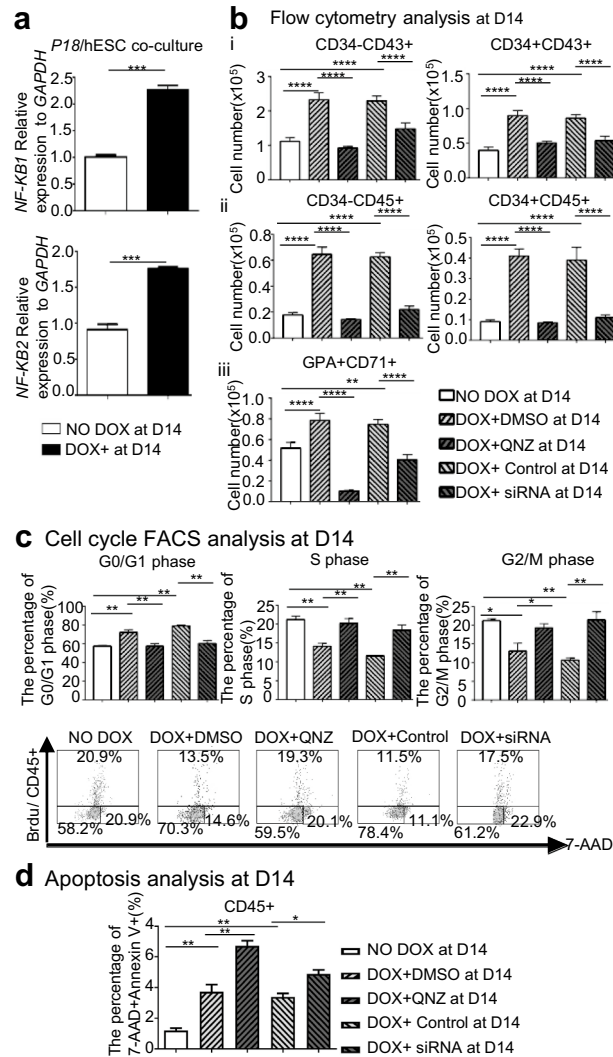 a
P18/hESC co-culture
NF-KB1 Relative
expression to GAPDH
2.5
2.0
1.5
1.0
0.5
0.0
***
NF-KB2 Relative
expression to GAPDH
2.0
1.5
1.0
0.5
0.0
***
NO DOX at D14
DOX+ at D14
b Flow cytometry analysis at D14
i
CD34-CD43+
Cell number(x10⁵)
3
2
1
0
****
****
****
****
CD34+CD43+
Cell number(x10⁵)
1.5
1.0
0.5
0.0
****
****
****
****
ii
CD34-CD45+
Cell number(x10⁵)
0.8
0.6
0.4
0.2
0.0
****
****
****
****
CD34+CD45+
Cell number(x10⁵)
0.5
0.4
0.3
0.2
0.1
0.0
****
****
****
****
iii
GPA+CD71+
Cell number(x10⁵)
1.0
0.8
0.6
0.4
0.2
0.0
**
****
****
****
NO DOX at D14
DOX+DMSO at D14
DOX+QNZ at D14
DOX+ Control at D14
DOX+ siRNA at D14
c Cell cycle FACS analysis at D14
G0/G1 phase
The percentage of
G0/G1 phase(%)
100
80
60
40
20
0
**
**
**
**
S phase
The percentage of
S phase(%)
25
20
15
10
5
0
**
**
**
**
G2/M phase
The percentage of
G2/M phase(%)
25
20
15
10
5
0
**
**
*
*
NO DOX
DOX+DMSO
DOX+QNZ
DOX+Control
DOX+siRNA
Brdu/ CD45+
20.9%
13.5%
19.3%
11.5%
17.5%
20.9%
14.6%
20.1%
11.1%
22.9%
58.2%
70.3%
59.5%
78.4%
61.2%
7-AAD
d Apoptosis analysis at D14
CD45+
The percentage of
7-AAD+Annexin V+(%)
8
6
4
2
0
**
**
**
*
NO DOX at D14
DOX+DMSO at D14
DOX+QNZ at D14
DOX+ Control at D14
DOX+ siRNA at D14